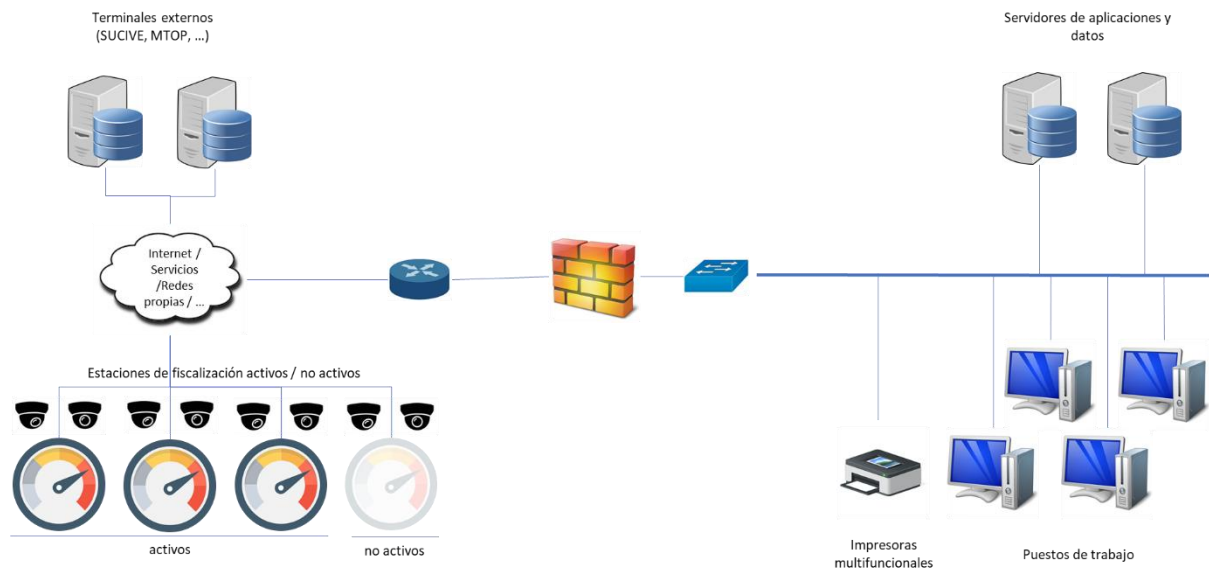 Terminales externos
(SUCIVE, MTOP, ...)
Servidores de aplicaciones y
datos
Internet /
Servicios
/Redes
propias / ...
Estaciones de fiscalización activos / no activos
activos
no activos
Impresoras
multifuncionales
Puestos de trabajo